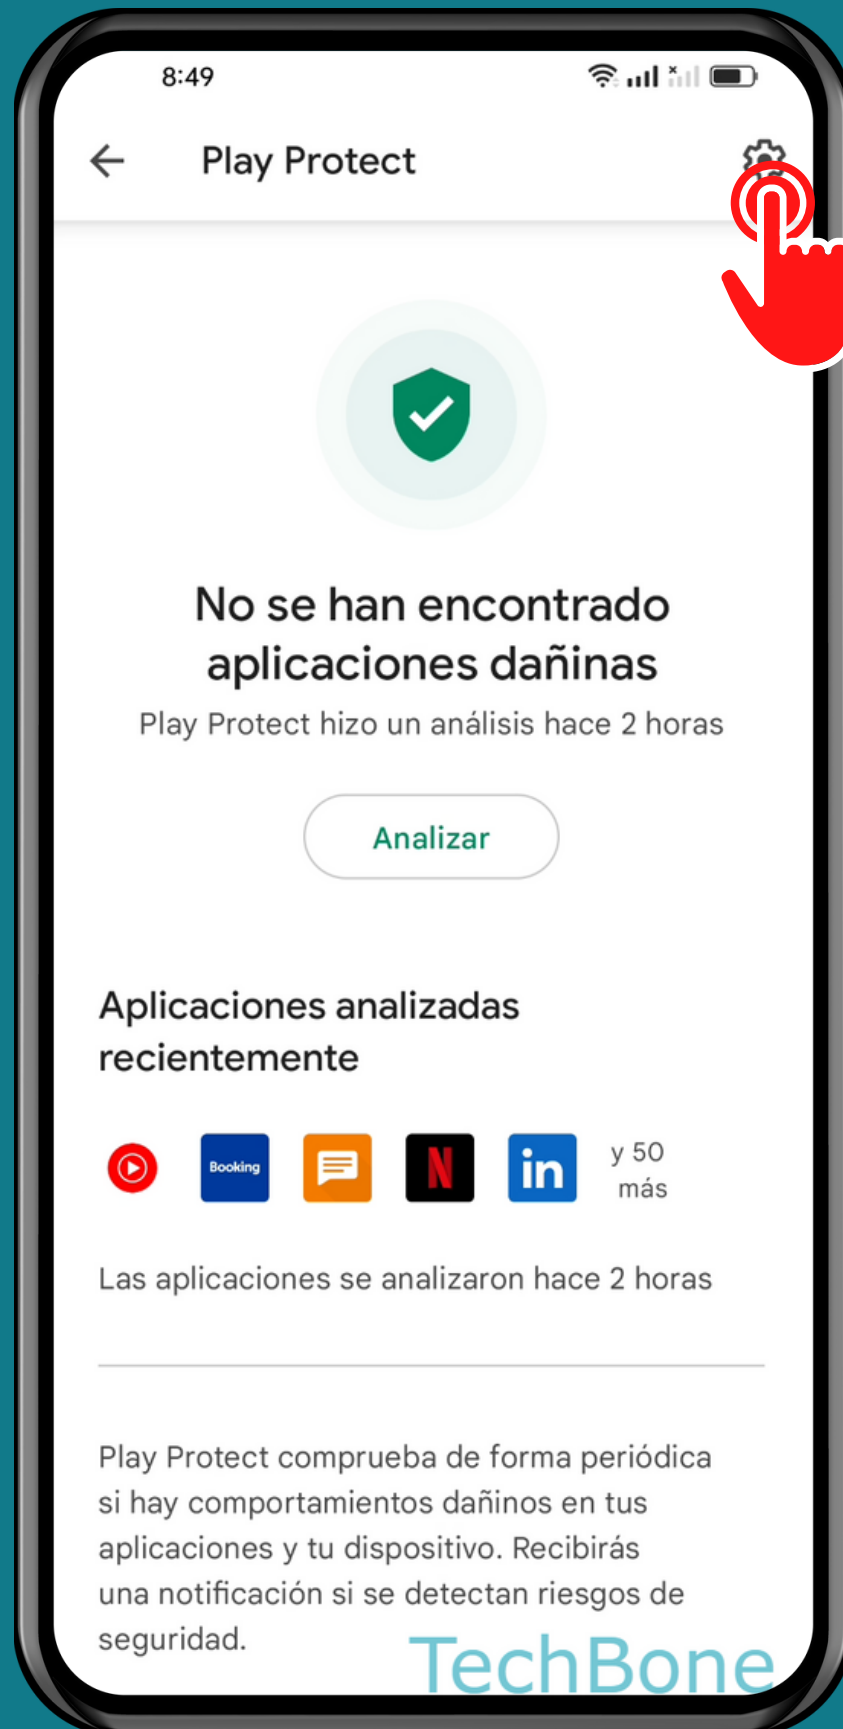 8:49
Play Protect
No se han encontrado
aplicaciones dañinas
Play Protect hizo un análisis hace 2 horas
Analizar
Aplicaciones analizadas
recientemente
Booking
N
in
y 50
más
Las aplicaciones se analizaron hace 2 horas
Play Protect comprueba de forma periódica
si hay comportamientos dañinos en tus
aplicaciones y tu dispositivo. Recibirás
una notificación si se detectan riesgos de
seguridad.
TechBone